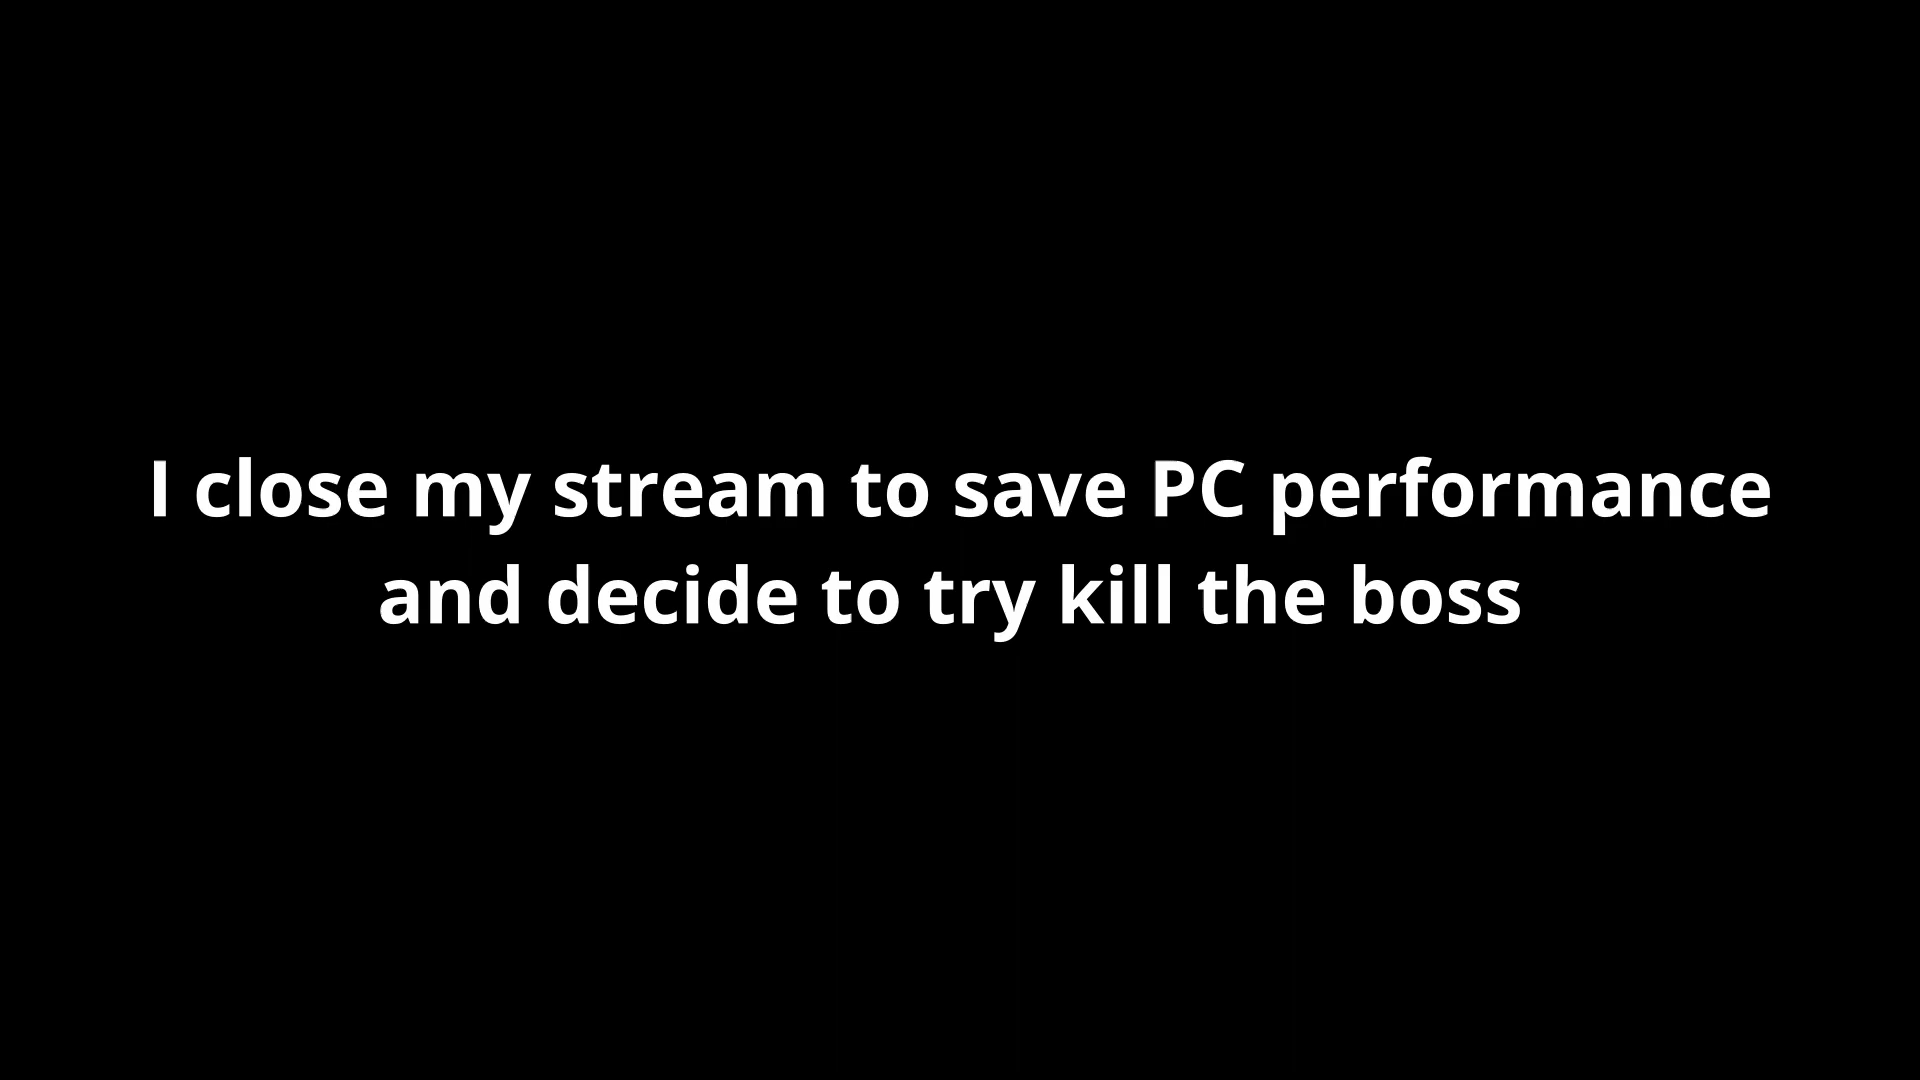 I close my stream to save PC performance
and decide to try kill the boss